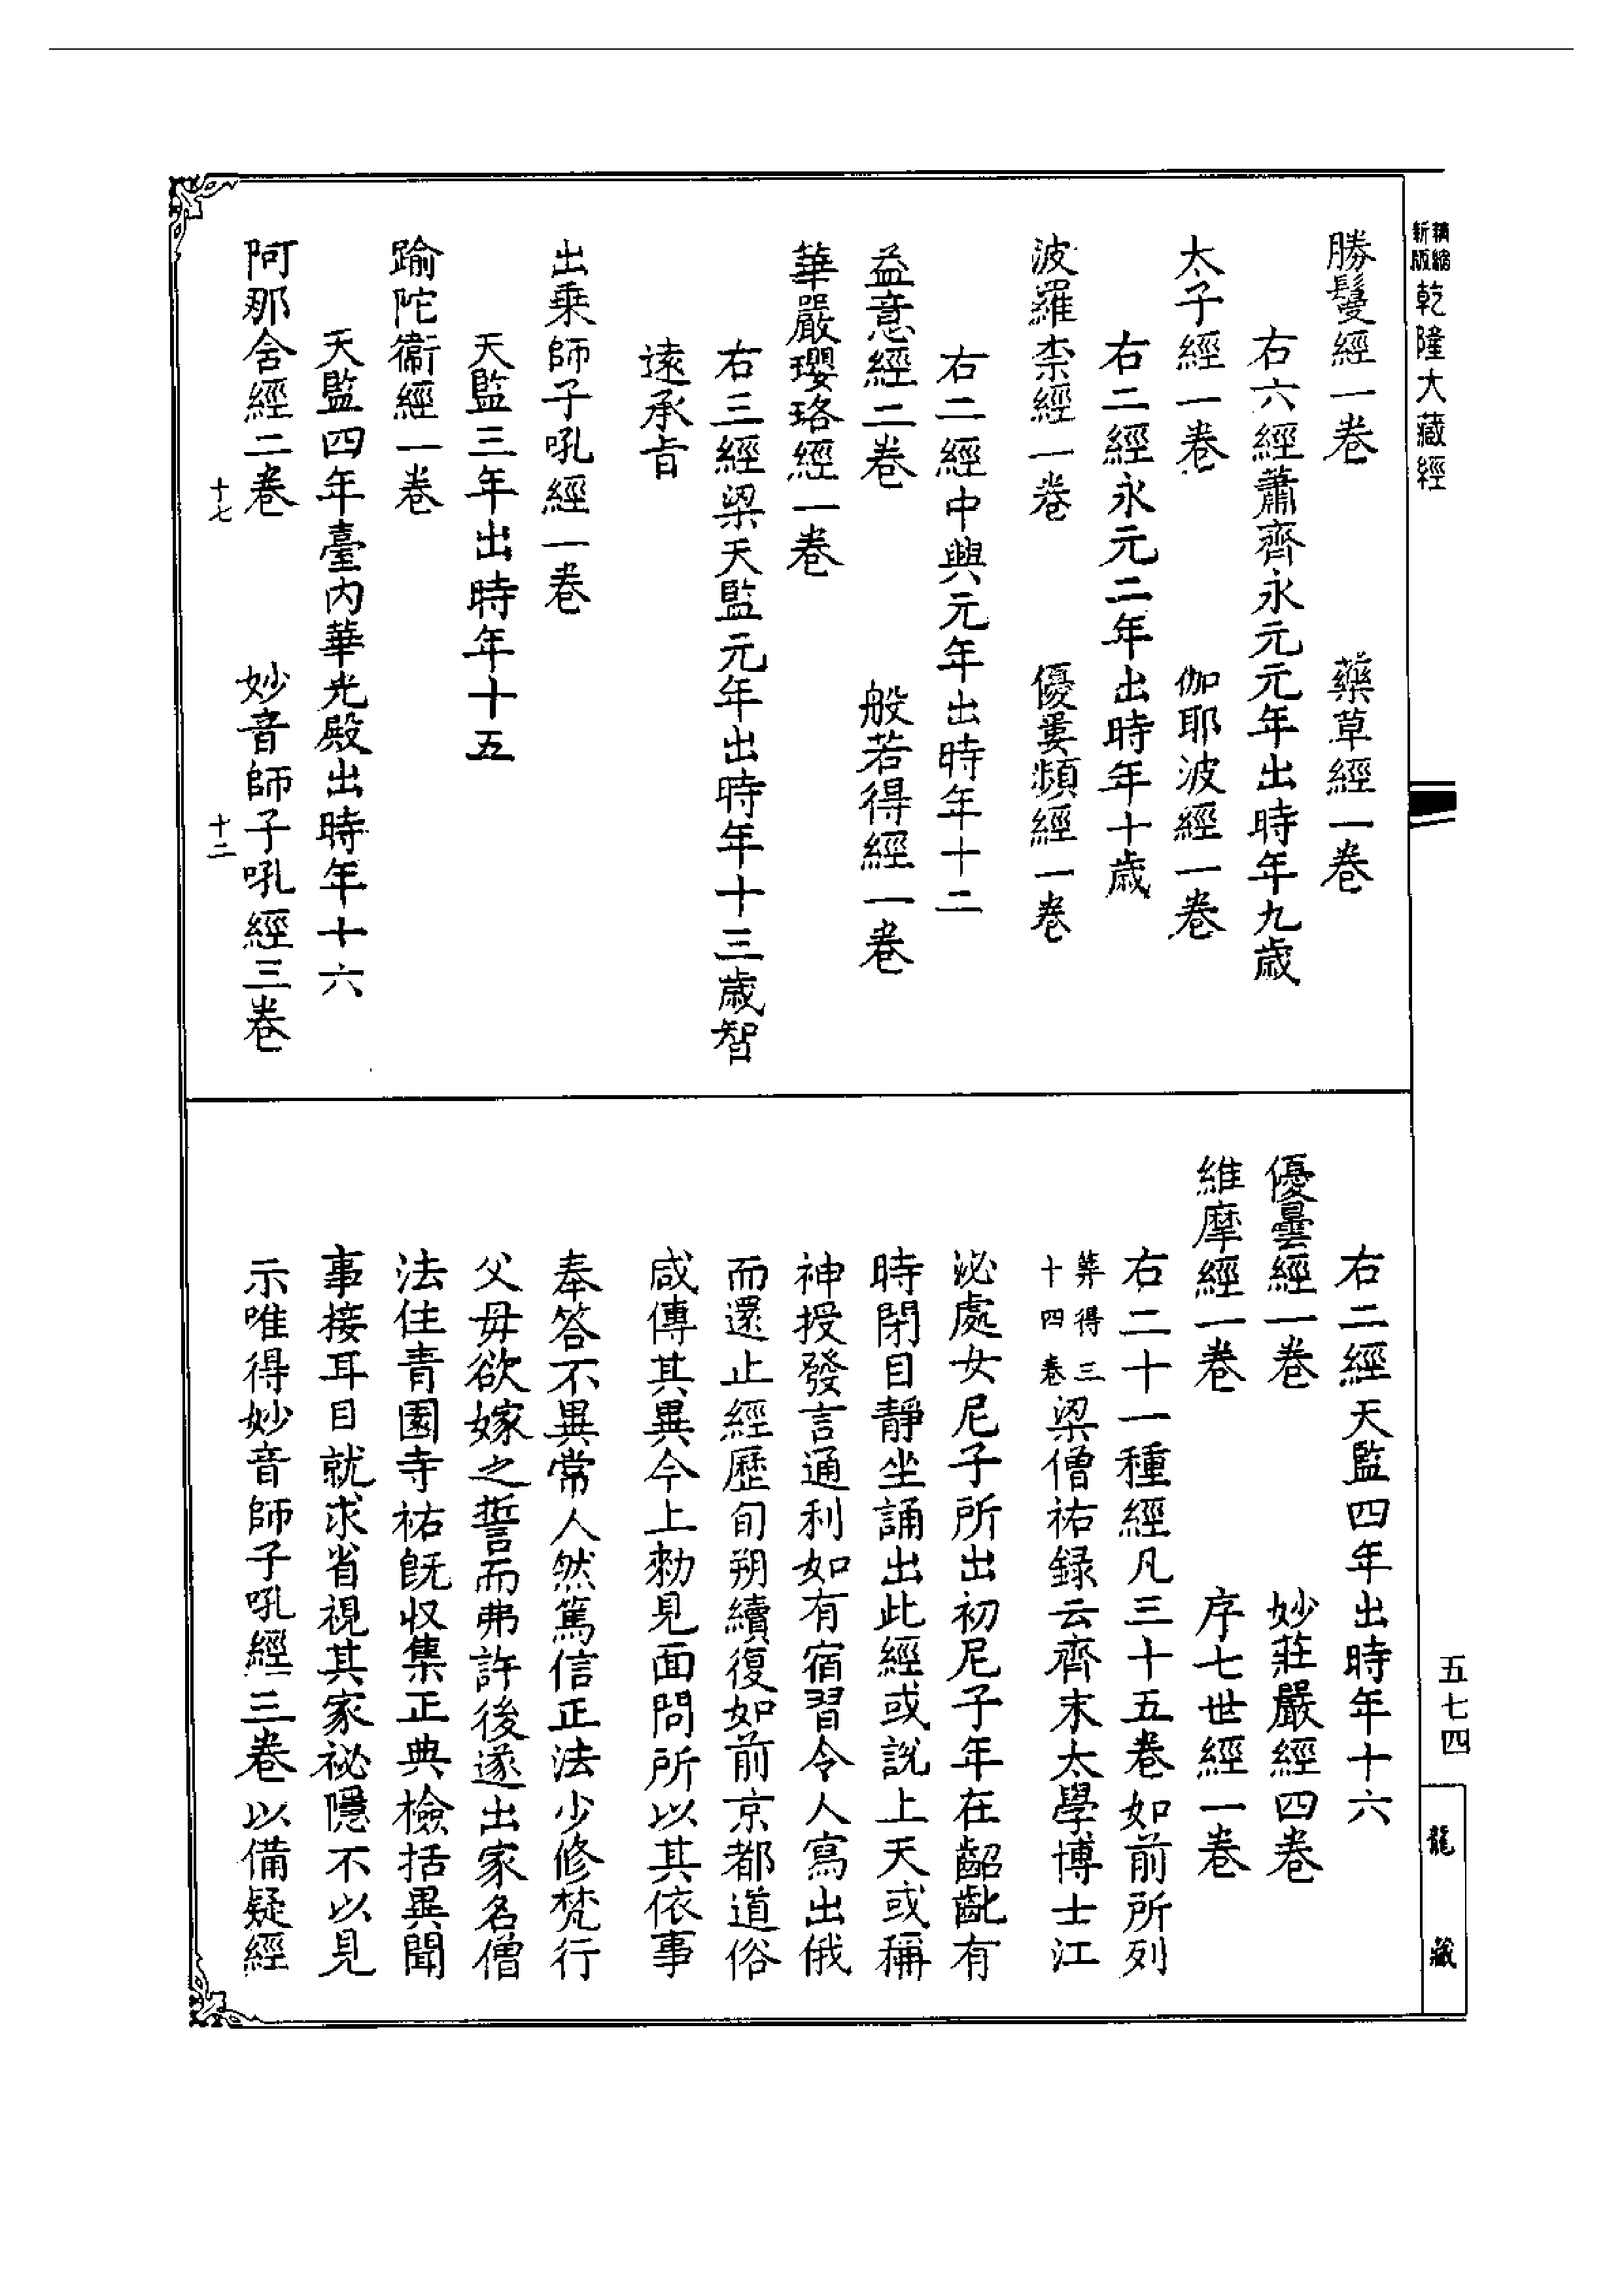 精縮新版乾隆大藏經
勝鬘經一卷 藥草經一卷
右六經蕭齊永元元年出時年九歲
太子經一卷 伽耶波經一卷
右二經永元二年出時年十歲
波羅柰經一卷 優婁頻經一卷
右二經中興元年出時年十二
益意經二卷 般若得經一卷
華嚴瓔珞經一卷
右三經梁天監元年出時年十三歲智
遠承旨
出乘師子吼經一卷
天監三年出時年十五
踰陀衞經一卷
天監四年臺內華光殿出時年十六
阿那含經二卷 妙音師子吼經三卷
十七 十二
右二經天監四年出時年十六
優曇經一卷 妙莊嚴經四卷
維摩經一卷 序七世經一卷
右二十一種經凡三十五卷如前所列
筭得三十四卷梁僧祐録云齊末太學博士江
泌處女尼子所出初尼子年在齠齔有
時閉目靜坐誦出此經或說上天或稱
神授發言通利如有宿習令人寫出俄
而還止經歷旬朔續復如前京都道俗
咸傳其異今上勑見面問所以其依事
奉答不異常人然篤信正法少修梵行
父母欲嫁之誓而弗許後遂出家名僧
法住青園寺祐旣收集正典檢括異聞
事接耳目就求省視其家祕隱不以見
示唯得妙音師子吼經三卷以備疑經
五七四
龍藏